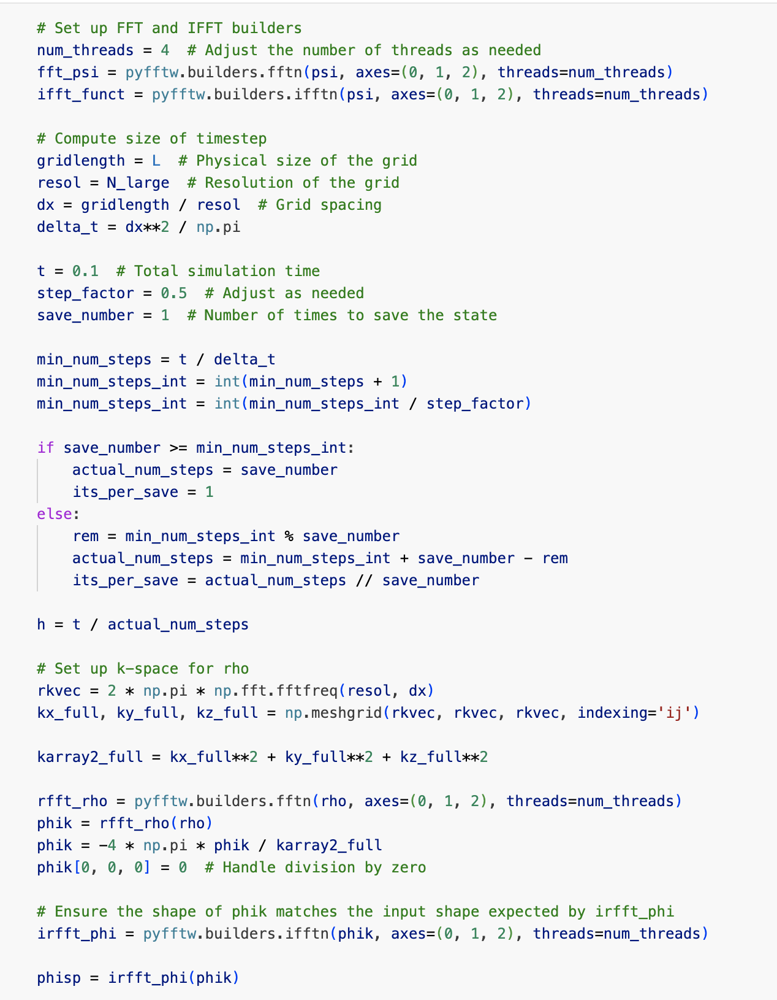 # Set up FFT and IFFT builders
num_threads = 4  # Adjust the number of threads as needed
fft_psi = pyfftw.builders.fftn(psi, axes=(0, 1, 2), threads=num_threads)
ifft_funct = pyfftw.builders.ifftn(psi, axes=(0, 1, 2), threads=num_threads)

# Compute size of timestep
gridlength = L  # Physical size of the grid
resol = N_large  # Resolution of the grid
dx = gridlength / resol  # Grid spacing
delta_t = dx**2 / np.pi

t = 0.1  # Total simulation time
step_factor = 0.5  # Adjust as needed
save_number = 1  # Number of times to save the state

min_num_steps = t / delta_t
min_num_steps_int = int(min_num_steps + 1)
min_num_steps_int = int(min_num_steps_int / step_factor)

if save_number >= min_num_steps_int:
    actual_num_steps = save_number
    its_per_save = 1
else:
    rem = min_num_steps_int % save_number
    actual_num_steps = min_num_steps_int + save_number - rem
    its_per_save = actual_num_steps // save_number

h = t / actual_num_steps

# Set up k-space for rho
rkvec = 2 * np.pi * np.fft.fftfreq(resol, dx)
kx_full, ky_full, kz_full = np.meshgrid(rkvec, rkvec, rkvec, indexing='ij')

karray2_full = kx_full**2 + ky_full**2 + kz_full**2

rfft_rho = pyfftw.builders.fftn(rho, axes=(0, 1, 2), threads=num_threads)
phik = rfft_rho(rho)
phik = -4 * np.pi * phik / karray2_full
phik[0, 0, 0] = 0  # Handle division by zero

# Ensure the shape of phik matches the input shape expected by irfft_phi
irfft_phi = pyfftw.builders.ifftn(phik, axes=(0, 1, 2), threads=num_threads)

phisp = irfft_phi(phik)